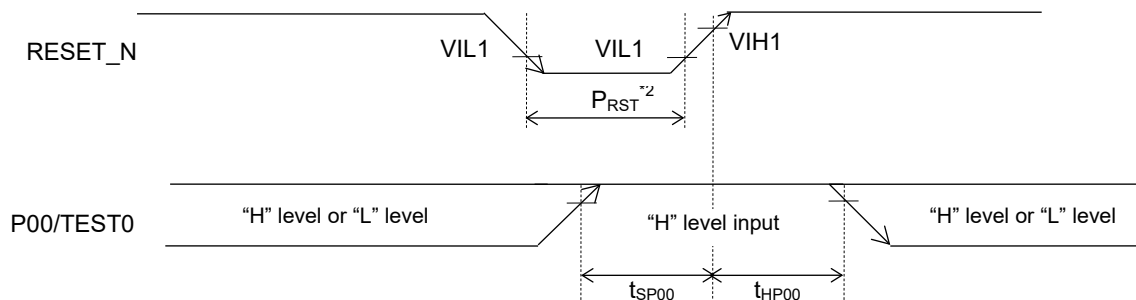 RESET_N
VIL1
VIL1
VIH1
PRST*2
P00/TEST0
“H” level or “L” level
“H” level input
“H” level or “L” level
tSP00
tHP00